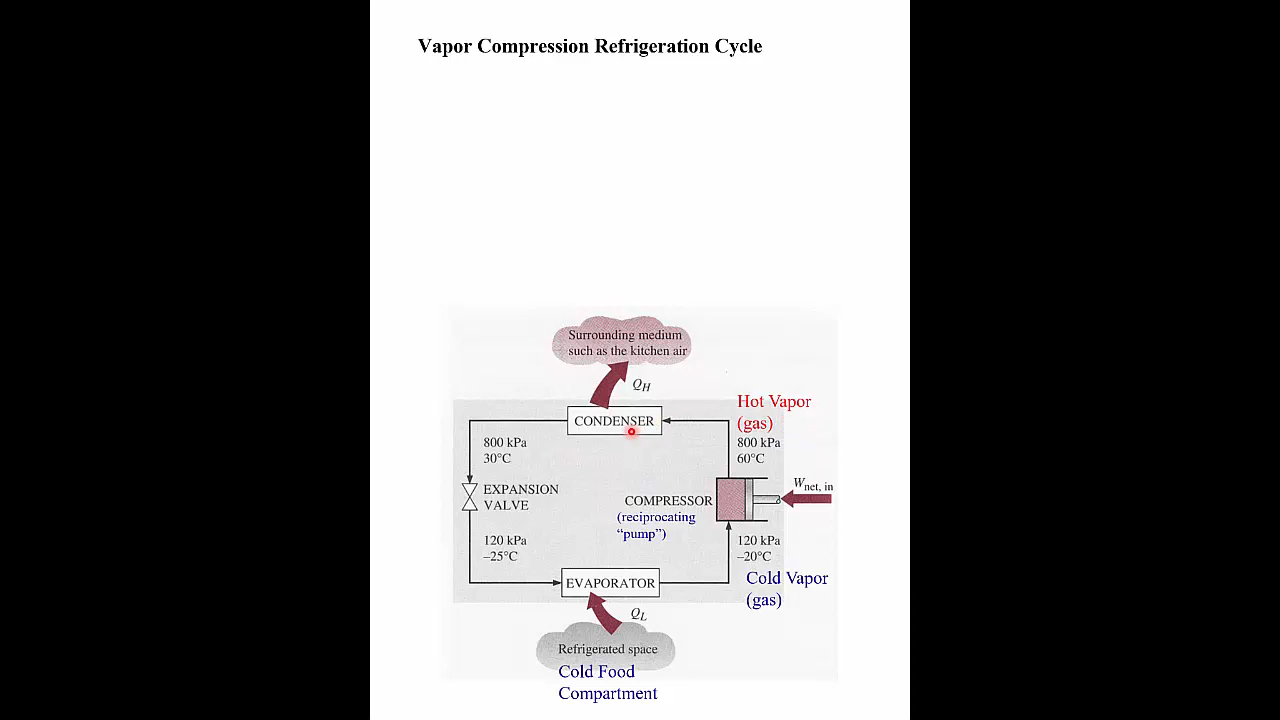 Vapor Compression Refrigeration Cycle
Surrounding medium
such as the kitchen air
QH
Hot Vapor
(gas)
CONDENSER
800 kPa
30°C
800 kPa
60°C
EXPANSION
VALVE
COMPRESSOR
(reciprocating
“pump”)
Wnet, in
120 kPa
–25°C
120 kPa
–20°C
EVAPORATOR
Cold Vapor
(gas)
QL
Refrigerated space
Cold Food
Compartment